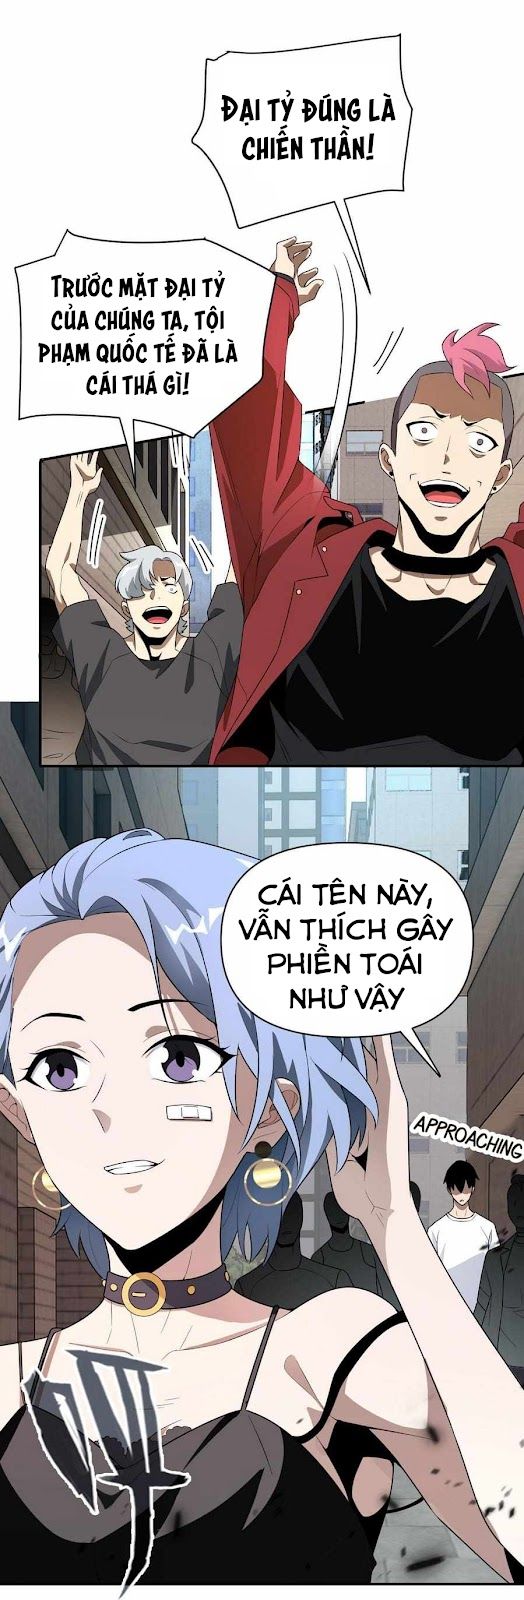 ĐẠI TỶ ĐÚNG LÀ
CHIẾN THẦN!
TRƯỚC MẶT ĐẠI TỶ
CỦA CHÚNG TA, TỘI
PHẠM QUỐC TẾ ĐÃ LÀ
CÁI THÁ GÌ!
CÁI TÊN NÀY,
VẪN THÍCH GÂY
PHIỀN TOÁI
NHƯ VẬY
APPROACHING